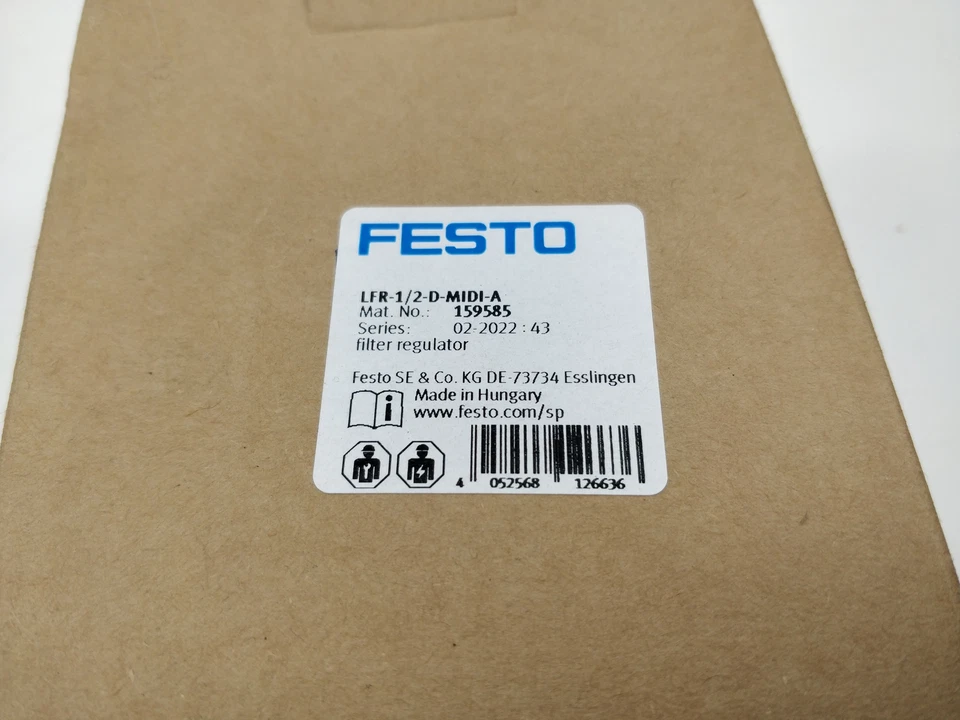 FESTO
LFR-1/2-D-MIDI-A
Mat. No.: 159585
Series: 02-2022 : 43
filter regulator
Festo SE & Co. KG DE-73734 Esslingen
Made in Hungary
www.festo.com/sp
4 052568 126636